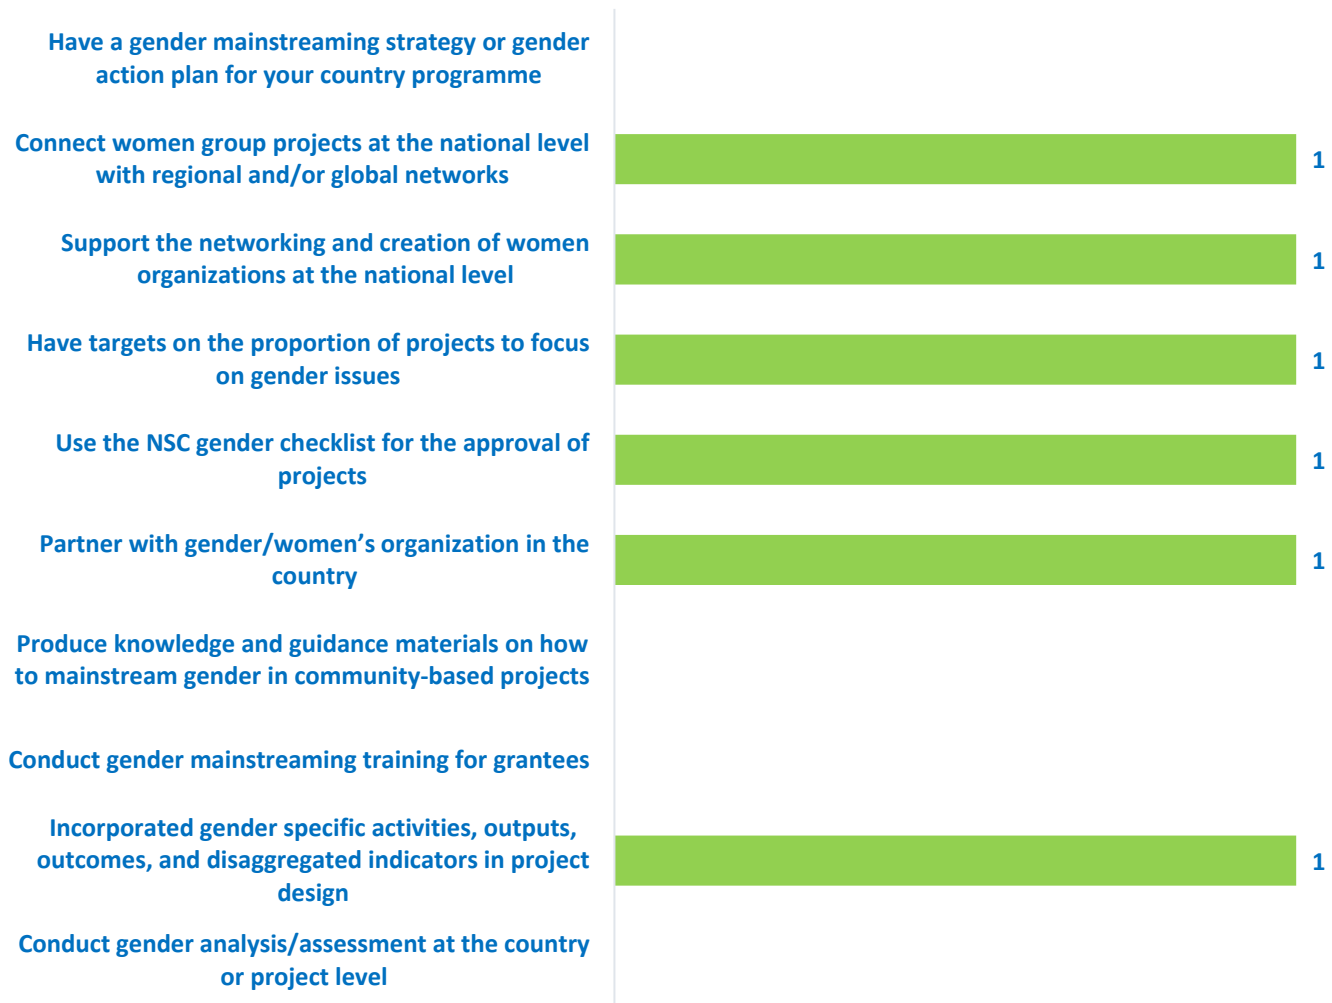 Have a gender mainstreaming strategy or gender
action plan for your country programme
Connect women group projects at the national level
with regional and/or global networks
1
Support the networking and creation of women
organizations at the national level
1
Have targets on the proportion of projects to focus
on gender issues
1
Use the NSC gender checklist for the approval of
projects
1
Partner with gender/women’s organization in the
country
1
Produce knowledge and guidance materials on how
to mainstream gender in community-based projects
Conduct gender mainstreaming training for grantees
Incorporated gender specific activities, outputs,
outcomes, and disaggregated indicators in project
design
1
Conduct gender analysis/assessment at the country
or project level